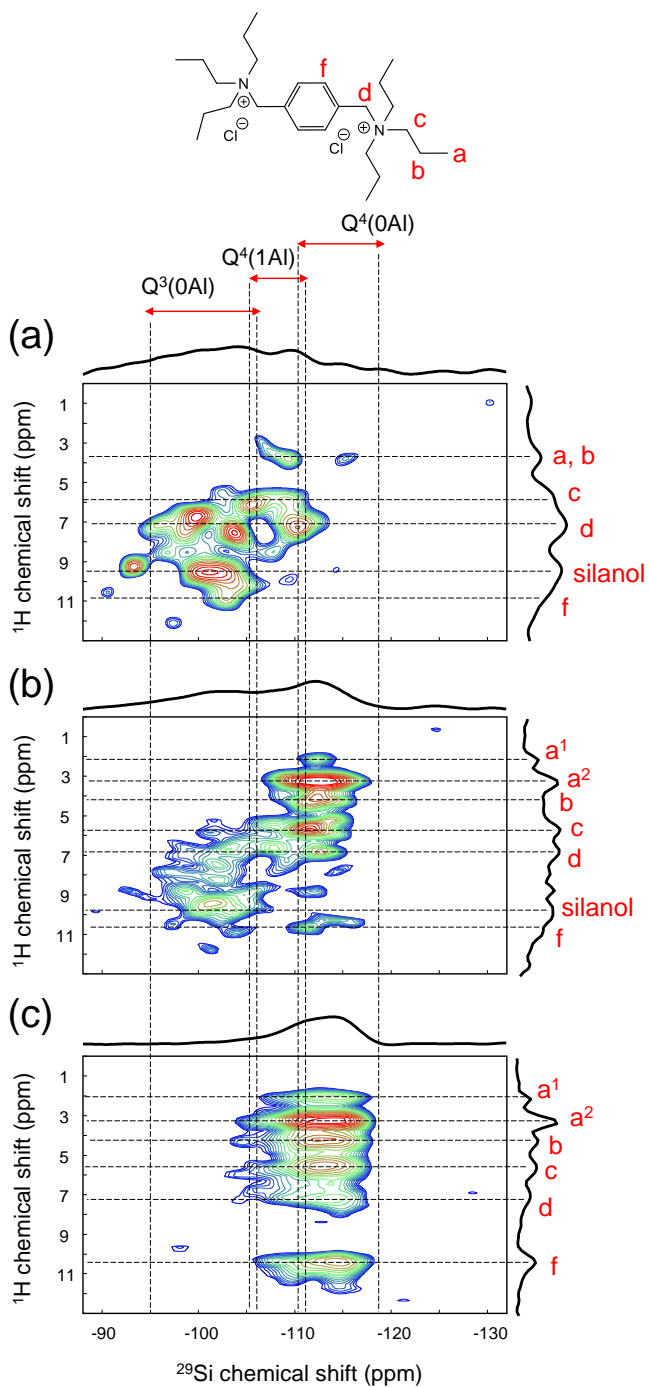 f
d
N
⊕
Cl⊖
Cl⊖
⊕
N
c
a
b
Q⁴(0Al)
Q⁴(1Al)
Q³(0Al)
(a)
¹H chemical shift (ppm)
1
3
5
7
9
11
a, b
c
d
silanol
f
(b)
¹H chemical shift (ppm)
1
3
5
7
9
11
a¹
a²
b
c
d
silanol
f
(c)
¹H chemical shift (ppm)
1
3
5
7
9
11
a¹
a²
b
c
d
f
-90 -100 -110 -120 -130
²⁹Si chemical shift (ppm)